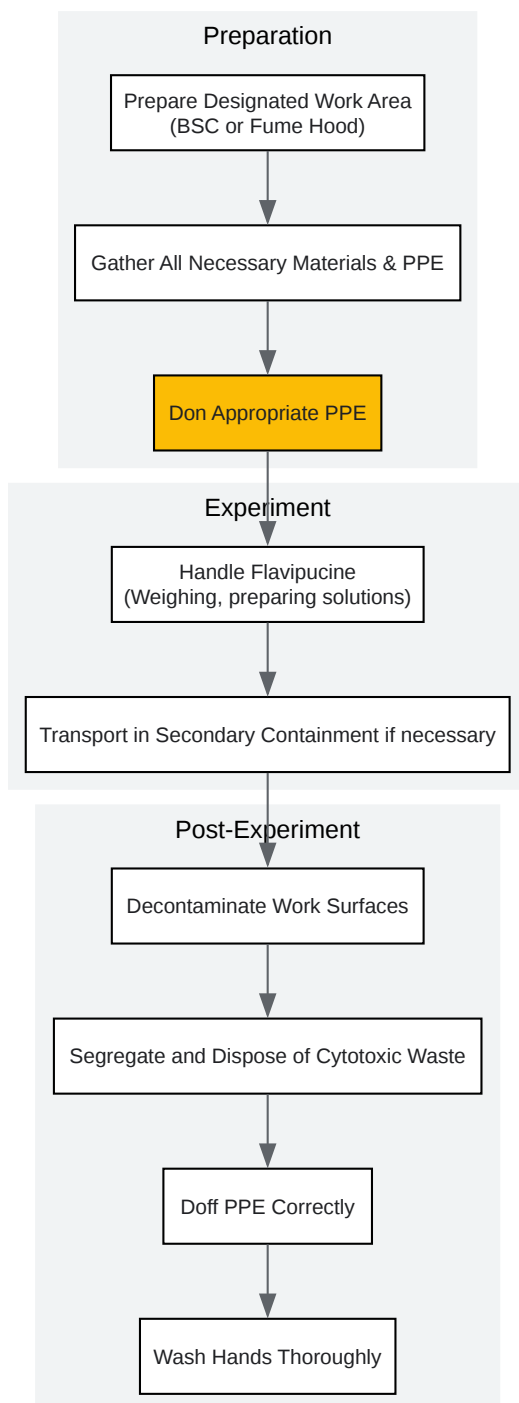 Preparation
Prepare Designated Work Area
(BSC or Fume Hood)
Gather All Necessary Materials & PPE
Don Appropriate PPE
Experiment
Handle Flavipucine
(Weighing, preparing solutions)
Transport in Secondary Containment if necessary
Post-Experiment
Decontaminate Work Surfaces
Segregate and Dispose of Cytotoxic Waste
Doff PPE Correctly
Wash Hands Thoroughly